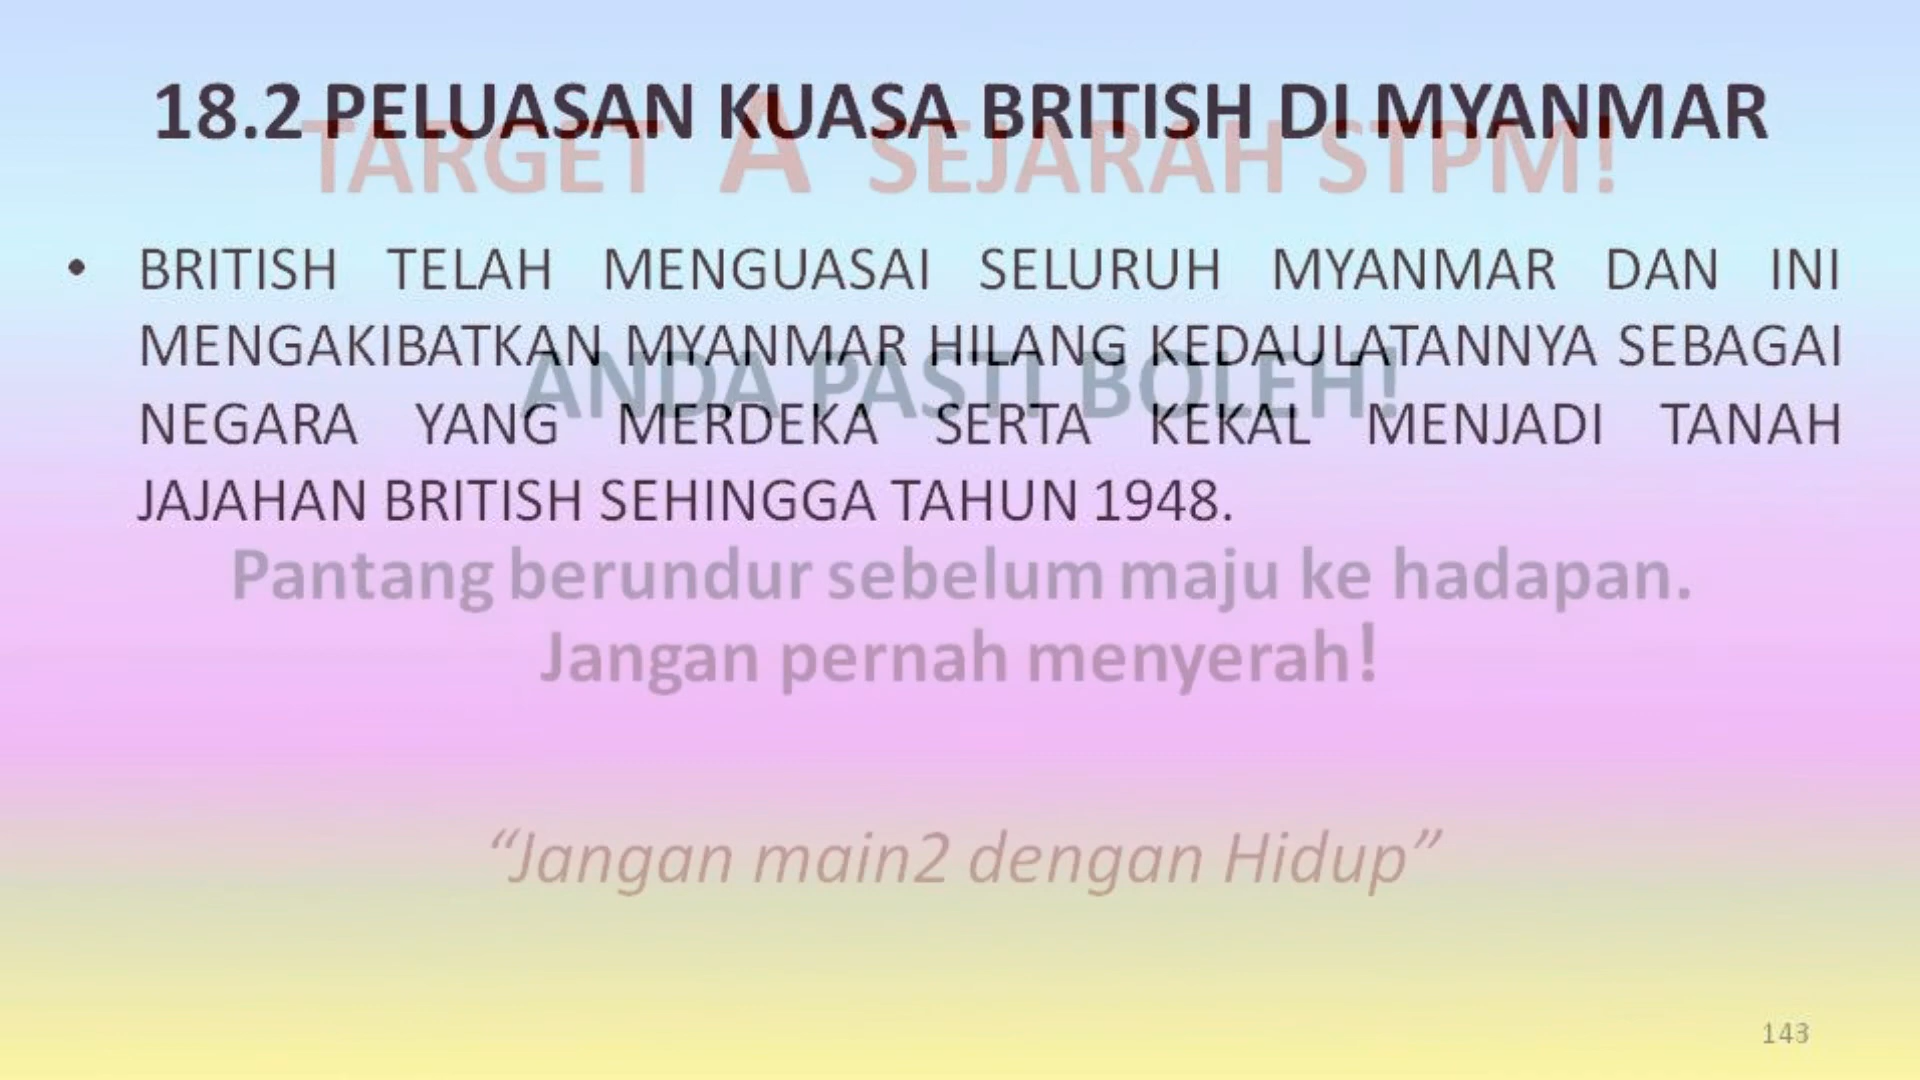 18.2 PELUASAN KUASA BRITISH DI MYANMAR
TARGET A SEJARAH STPM!
• BRITISH TELAH MENGUASAI SELURUH MYANMAR DAN INI
MENGAKIBATKAN MYANMAR HILANG KEDAULATANNYA SEBAGAI
ANDA PASTI BOLEH!
NEGARA YANG MERDEKA SERTA KEKAL MENJADI TANAH
JAJAHAN BRITISH SEHINGGA TAHUN 1948.
Pantang berundur sebelum maju ke hadapan.
Jangan pernah menyerah!
“Jangan main2 dengan Hidup”